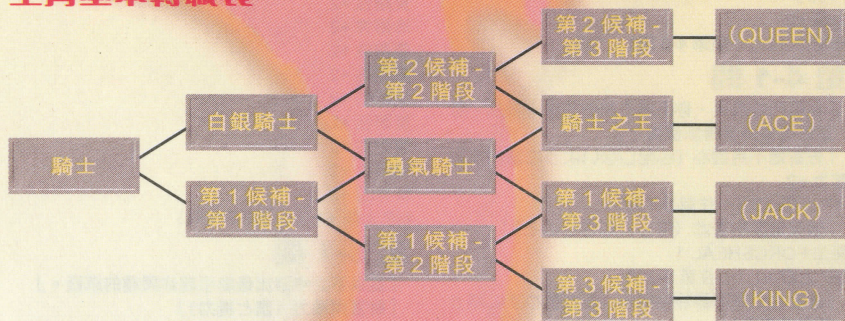 騎士
白銀騎士
第1候補-
第1階段
第2候補-
第2階段
勇氣騎士
第1候補-
第2階段
第2候補-
第3階段
騎士之王
第1候補-
第3階段
第3候補-
第3階段
(QUEEN)
(ACE)
(JACK)
(KING)